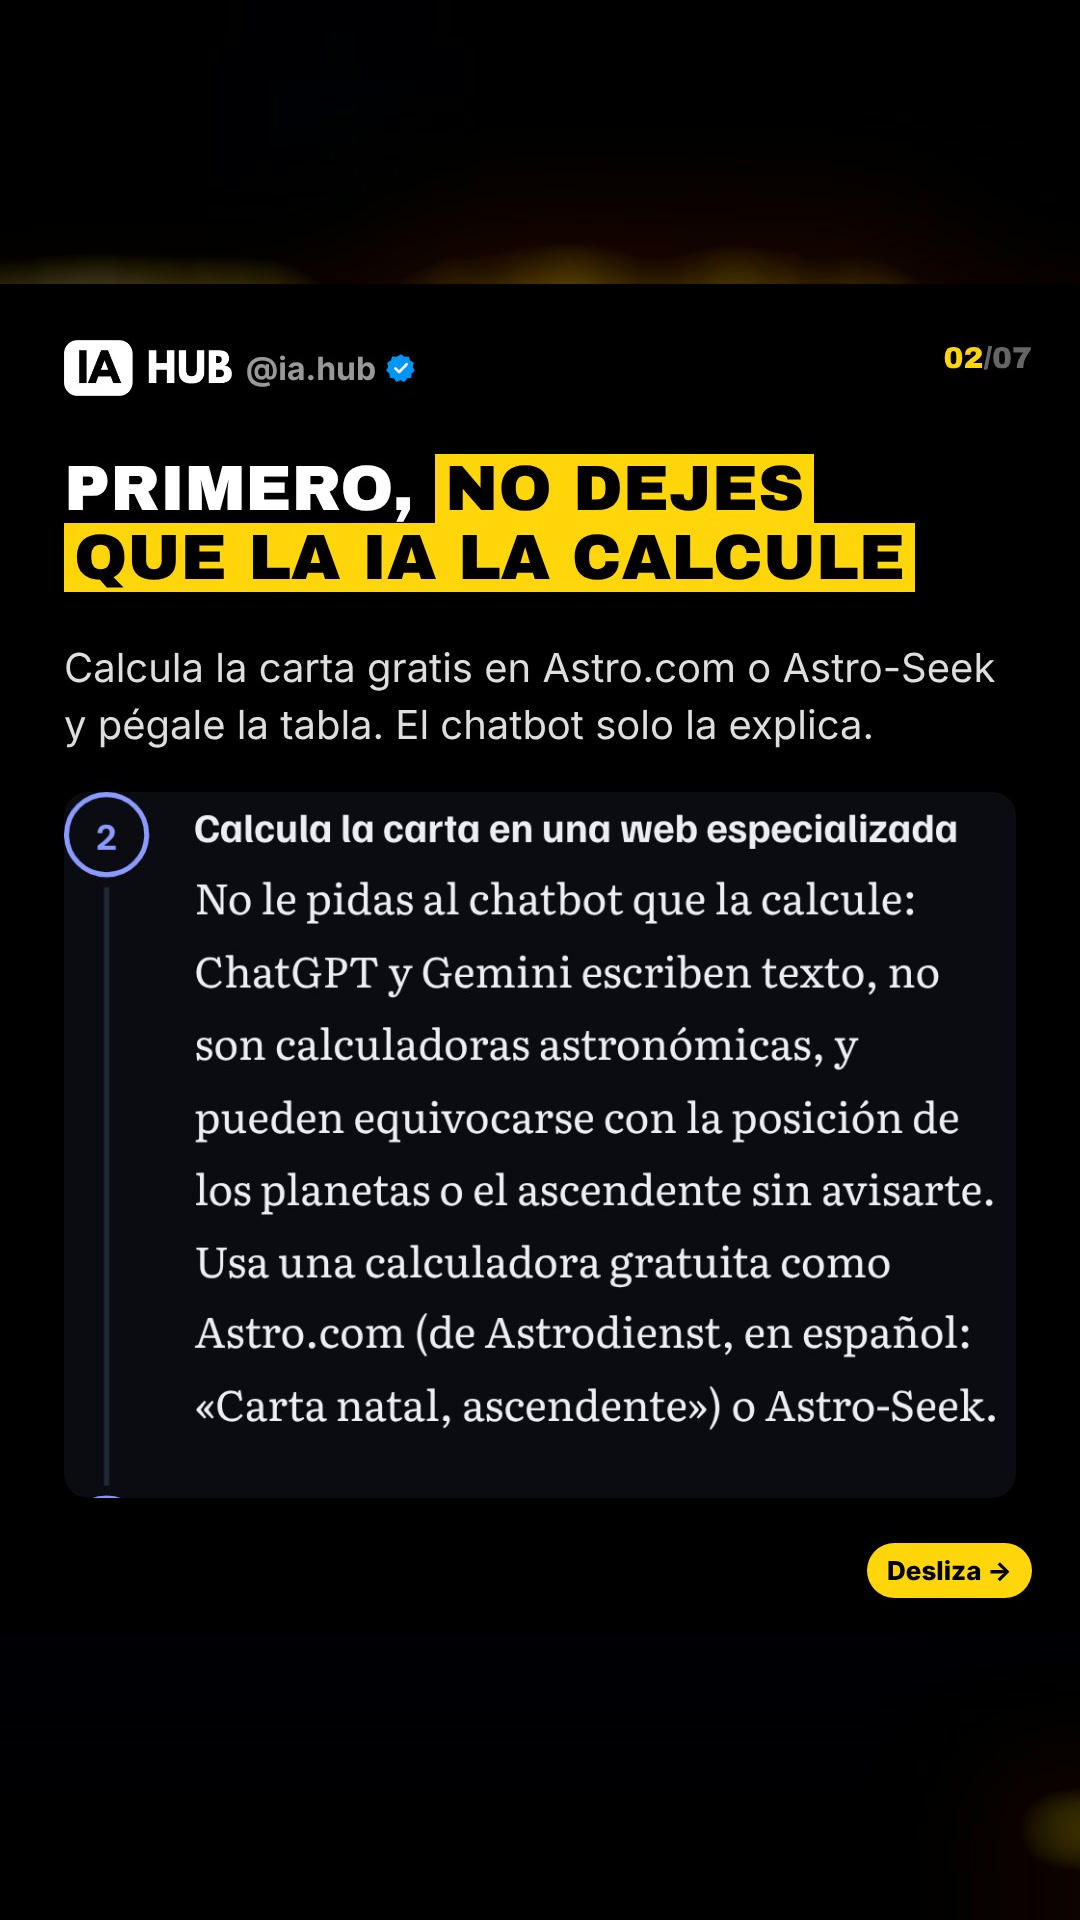 IA HUB @ia.hub
02/07
PRIMERO, NO DEJES
QUE LA IA LA CALCULE
Calcula la carta gratis en Astro.com o Astro-Seek
y pégale la tabla. El chatbot solo la explica.
2
Calcula la carta en una web especializada
No le pidas al chatbot que la calcule:
ChatGPT y Gemini escriben texto, no
son calculadoras astronómicas, y
pueden equivocarse con la posición de
los planetas o el ascendente sin avisarte.
Usa una calculadora gratuita como
Astro.com (de Astrodienst, en español:
«Carta natal, ascendente») o Astro-Seek.
Desliza →